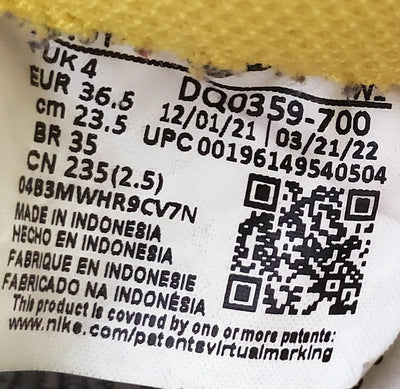 UK 4
EUR 36.5
cm 23.5
BR 35
CN 235(2.5)
DQ0359-700
12/01/21 | 03/21/22
UPC 00196149540504
04B3MWHR9CV7N
MADE IN INDONESIA
HECHO EN INDONESIA
FABRIQUE EN INDONESIE
FABRICADO NA INDONÉSIA
This product is covered by one or more patents:
www.nike.com/patentsvirtualmarking